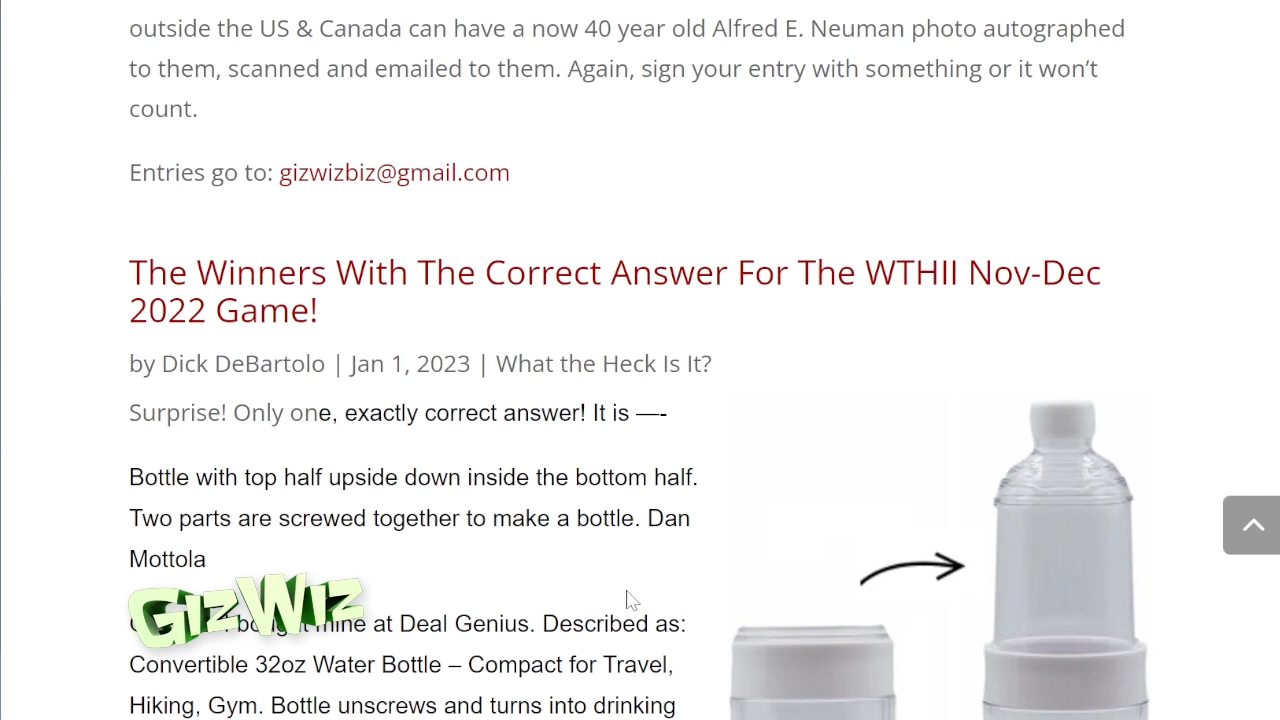 outside the US & Canada can have a now 40 year old Alfred E. Neuman photo autographed
to them, scanned and emailed to them. Again, sign your entry with something or it won’t
count.
Entries go to: gizwizbiz@gmail.com
The Winners With The Correct Answer For The WTHII Nov-Dec
2022 Game!
by Dick DeBartolo | Jan 1, 2023 | What the Heck Is It?
Surprise! Only one, exactly correct answer! It is —-
Bottle with top half upside down inside the bottom half.
Two parts are screwed together to make a bottle. Dan
Mottola
GizWiz
bought mine at Deal Genius. Described as:
Convertible 32oz Water Bottle – Compact for Travel,
Hiking, Gym. Bottle unscrews and turns into drinking